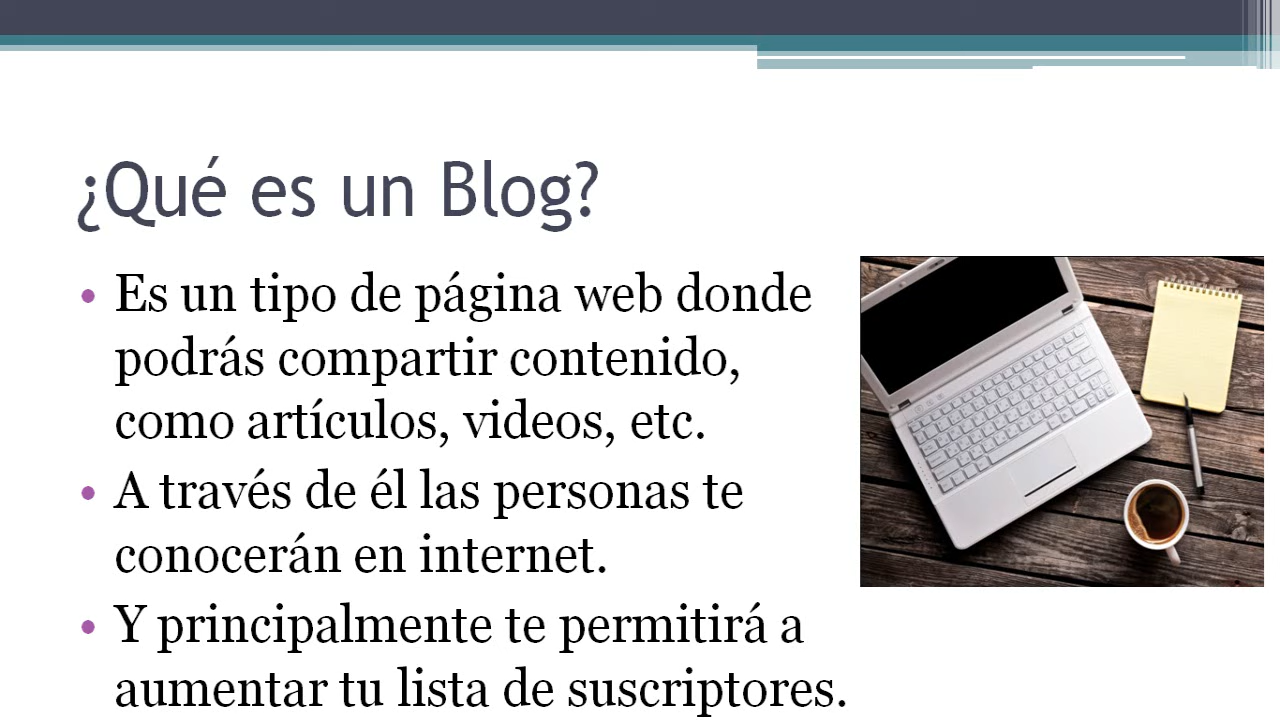 ¿Qué es un Blog?
• Es un tipo de página web donde
podrás compartir contenido,
como artículos, videos, etc.
• A través de él las personas te
conocerán en internet.
• Y principalmente te permitirá a
aumentar tu lista de suscriptores.